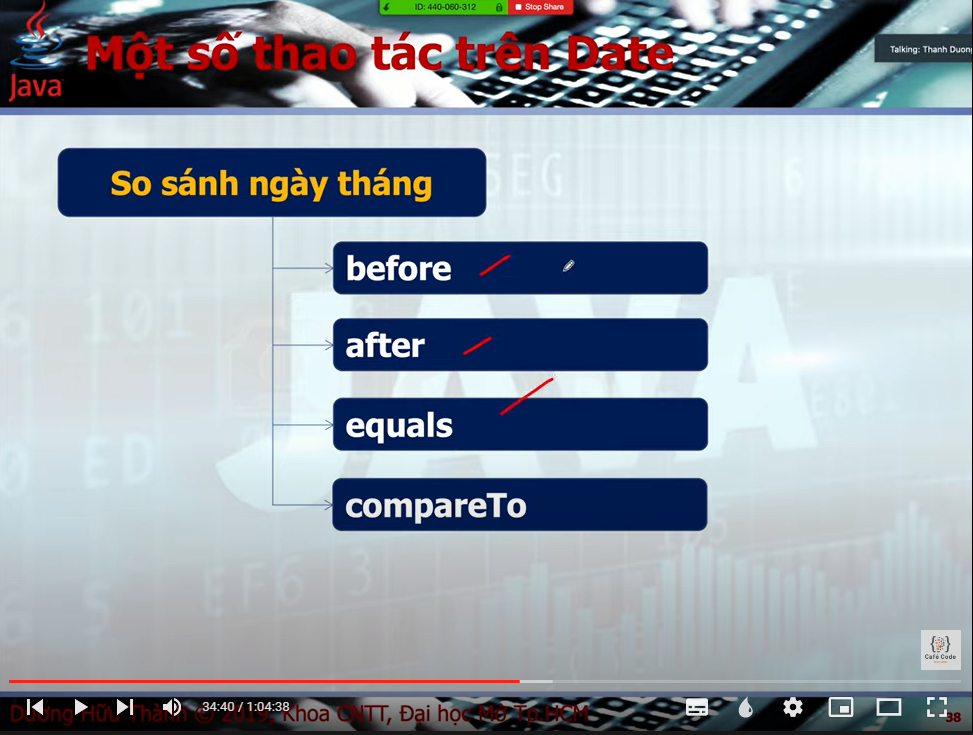 ID: 440-060-312
Stop Share
Java
Một số thao tác trên Date
Talking: Thanh Duong
So sánh ngày tháng
before
after
equals
compareTo
{ }
Café Code
34:40 / 1:04:38
Dương Hữu Thành © 2019, Khoa CNTT, Đại học Mở Tp.HCM
38